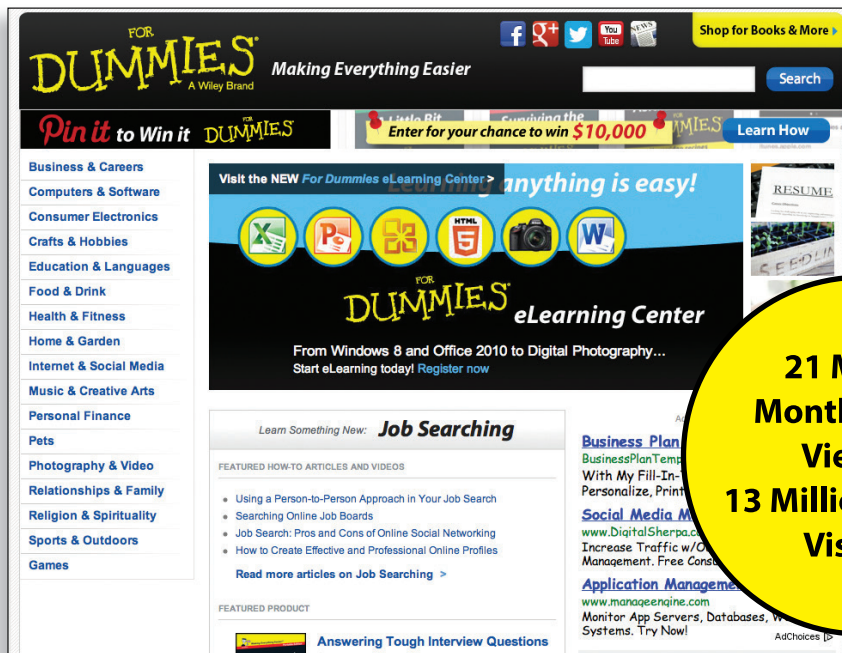 FOR
DUMMIES
A Wiley Brand
Making Everything Easier
You
Tube
NEWS
Shop for Books & More
Search
Pin it to Win it DUMMIES
Enter for your chance to win $10,000
Learn How
Business & Careers
Computers & Software
Consumer Electronics
Crafts & Hobbies
Education & Languages
Food & Drink
Health & Fitness
Home & Garden
Internet & Social Media
Music & Creative Arts
Personal Finance
Pets
Photography & Video
Relationships & Family
Religion & Spirituality
Sports & Outdoors
Games
Visit the NEW For Dummies eLearning Center >
Learning anything is easy!
HTML
5
FOR
DUMMIES
eLearning Center
From Windows 8 and Office 2010 to Digital Photography...
Start eLearning today! Register now
RESUME
Learn Something New: Job Searching
FEATURED HOW-TO ARTICLES AND VIDEOS
Using a Person-to-Person Approach in Your Job Search
Searching Online Job Boards
Job Search: Pros and Cons of Online Social Networking
How to Create Effective and Professional Online Profiles
Read more articles on Job Searching >
FEATURED PRODUCT
Answering Tough Interview Questions
Business Plan
BusinessPlanTemp
With My Fill-In-
Personalize, Print
Social Media M
www.DigitalSherpa.co
Increase Traffic w/O
Management. Free Cons
Application Manageme
www.manageengine.com
Monitor App Servers, Databases, W
Systems. Try Now!
AdChoices
21 M
Month
Vie
13 Millio
Vis